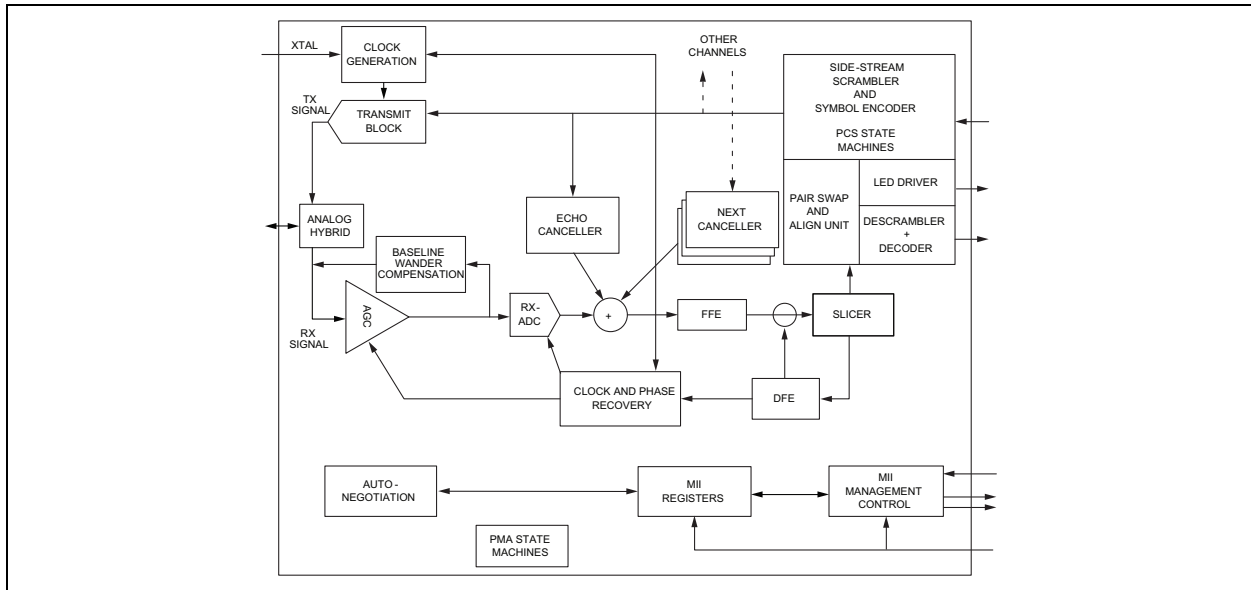 XTAL
CLOCK
GENERATION
OTHER
CHANNELS
SIDE-STREAM
SCRAMBLER
AND
SYMBOL ENCODER
PCS STATE
MACHINES
TX
SIGNAL
TRANSMIT
BLOCK
LED DRIVER
PAIR SWAP
AND
ALIGN UNIT
DESCRAMBLER
+
DECODER
ANALOG
HYBRID
ECHO
CANCELLER
NEXT
CANCELLER
BASELINE
WANDER
COMPENSATION
AGC
RX-
ADC
+
FFE
SLICER
RX
SIGNAL
CLOCK AND PHASE
RECOVERY
DFE
AUTO-
NEGOTIATION
MII
REGISTERS
MII
MANAGEMENT
CONTROL
PMA STATE
MACHINES